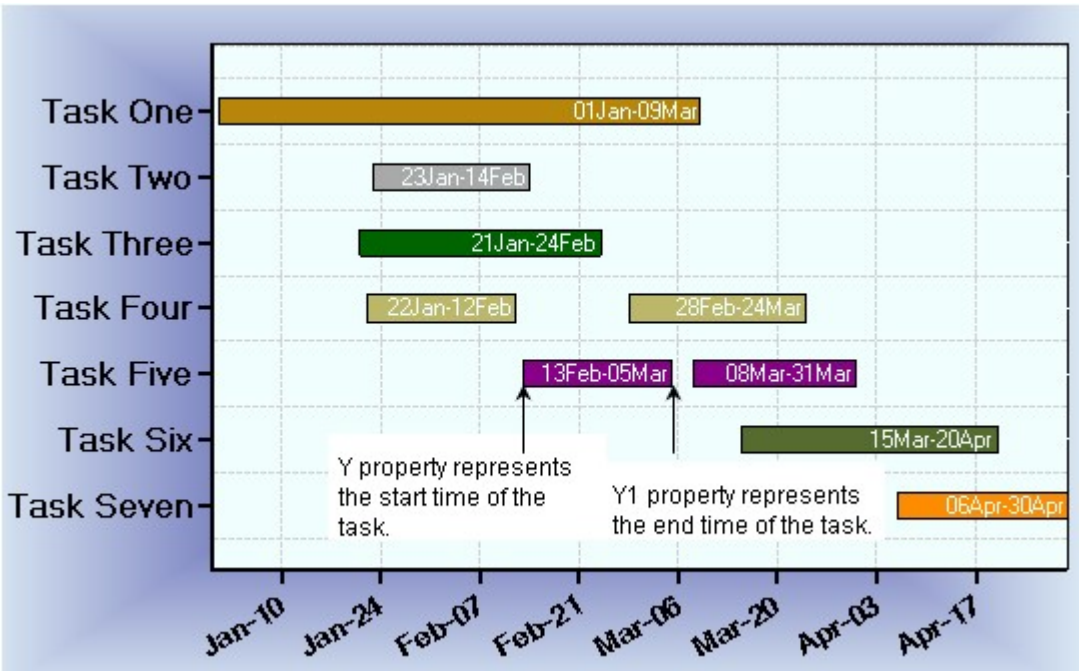 Task One
01Jan-09Mar
Task Two
23Jan-14Feb
Task Three
21Jan-24Feb
Task Four
22Jan-12Feb
28Feb-24Mar
Task Five
13Feb-05Mar
08Mar-31Mar
Task Six
15Mar-20Apr
Y property represents
the start time of the
task.
Y1 property represents
the end time of the task.
Task Seven
06Apr-30Apr
Jan-10
Jan-24
Feb-07
Feb-21
Mar-06
Mar-20
Apr-03
Apr-17